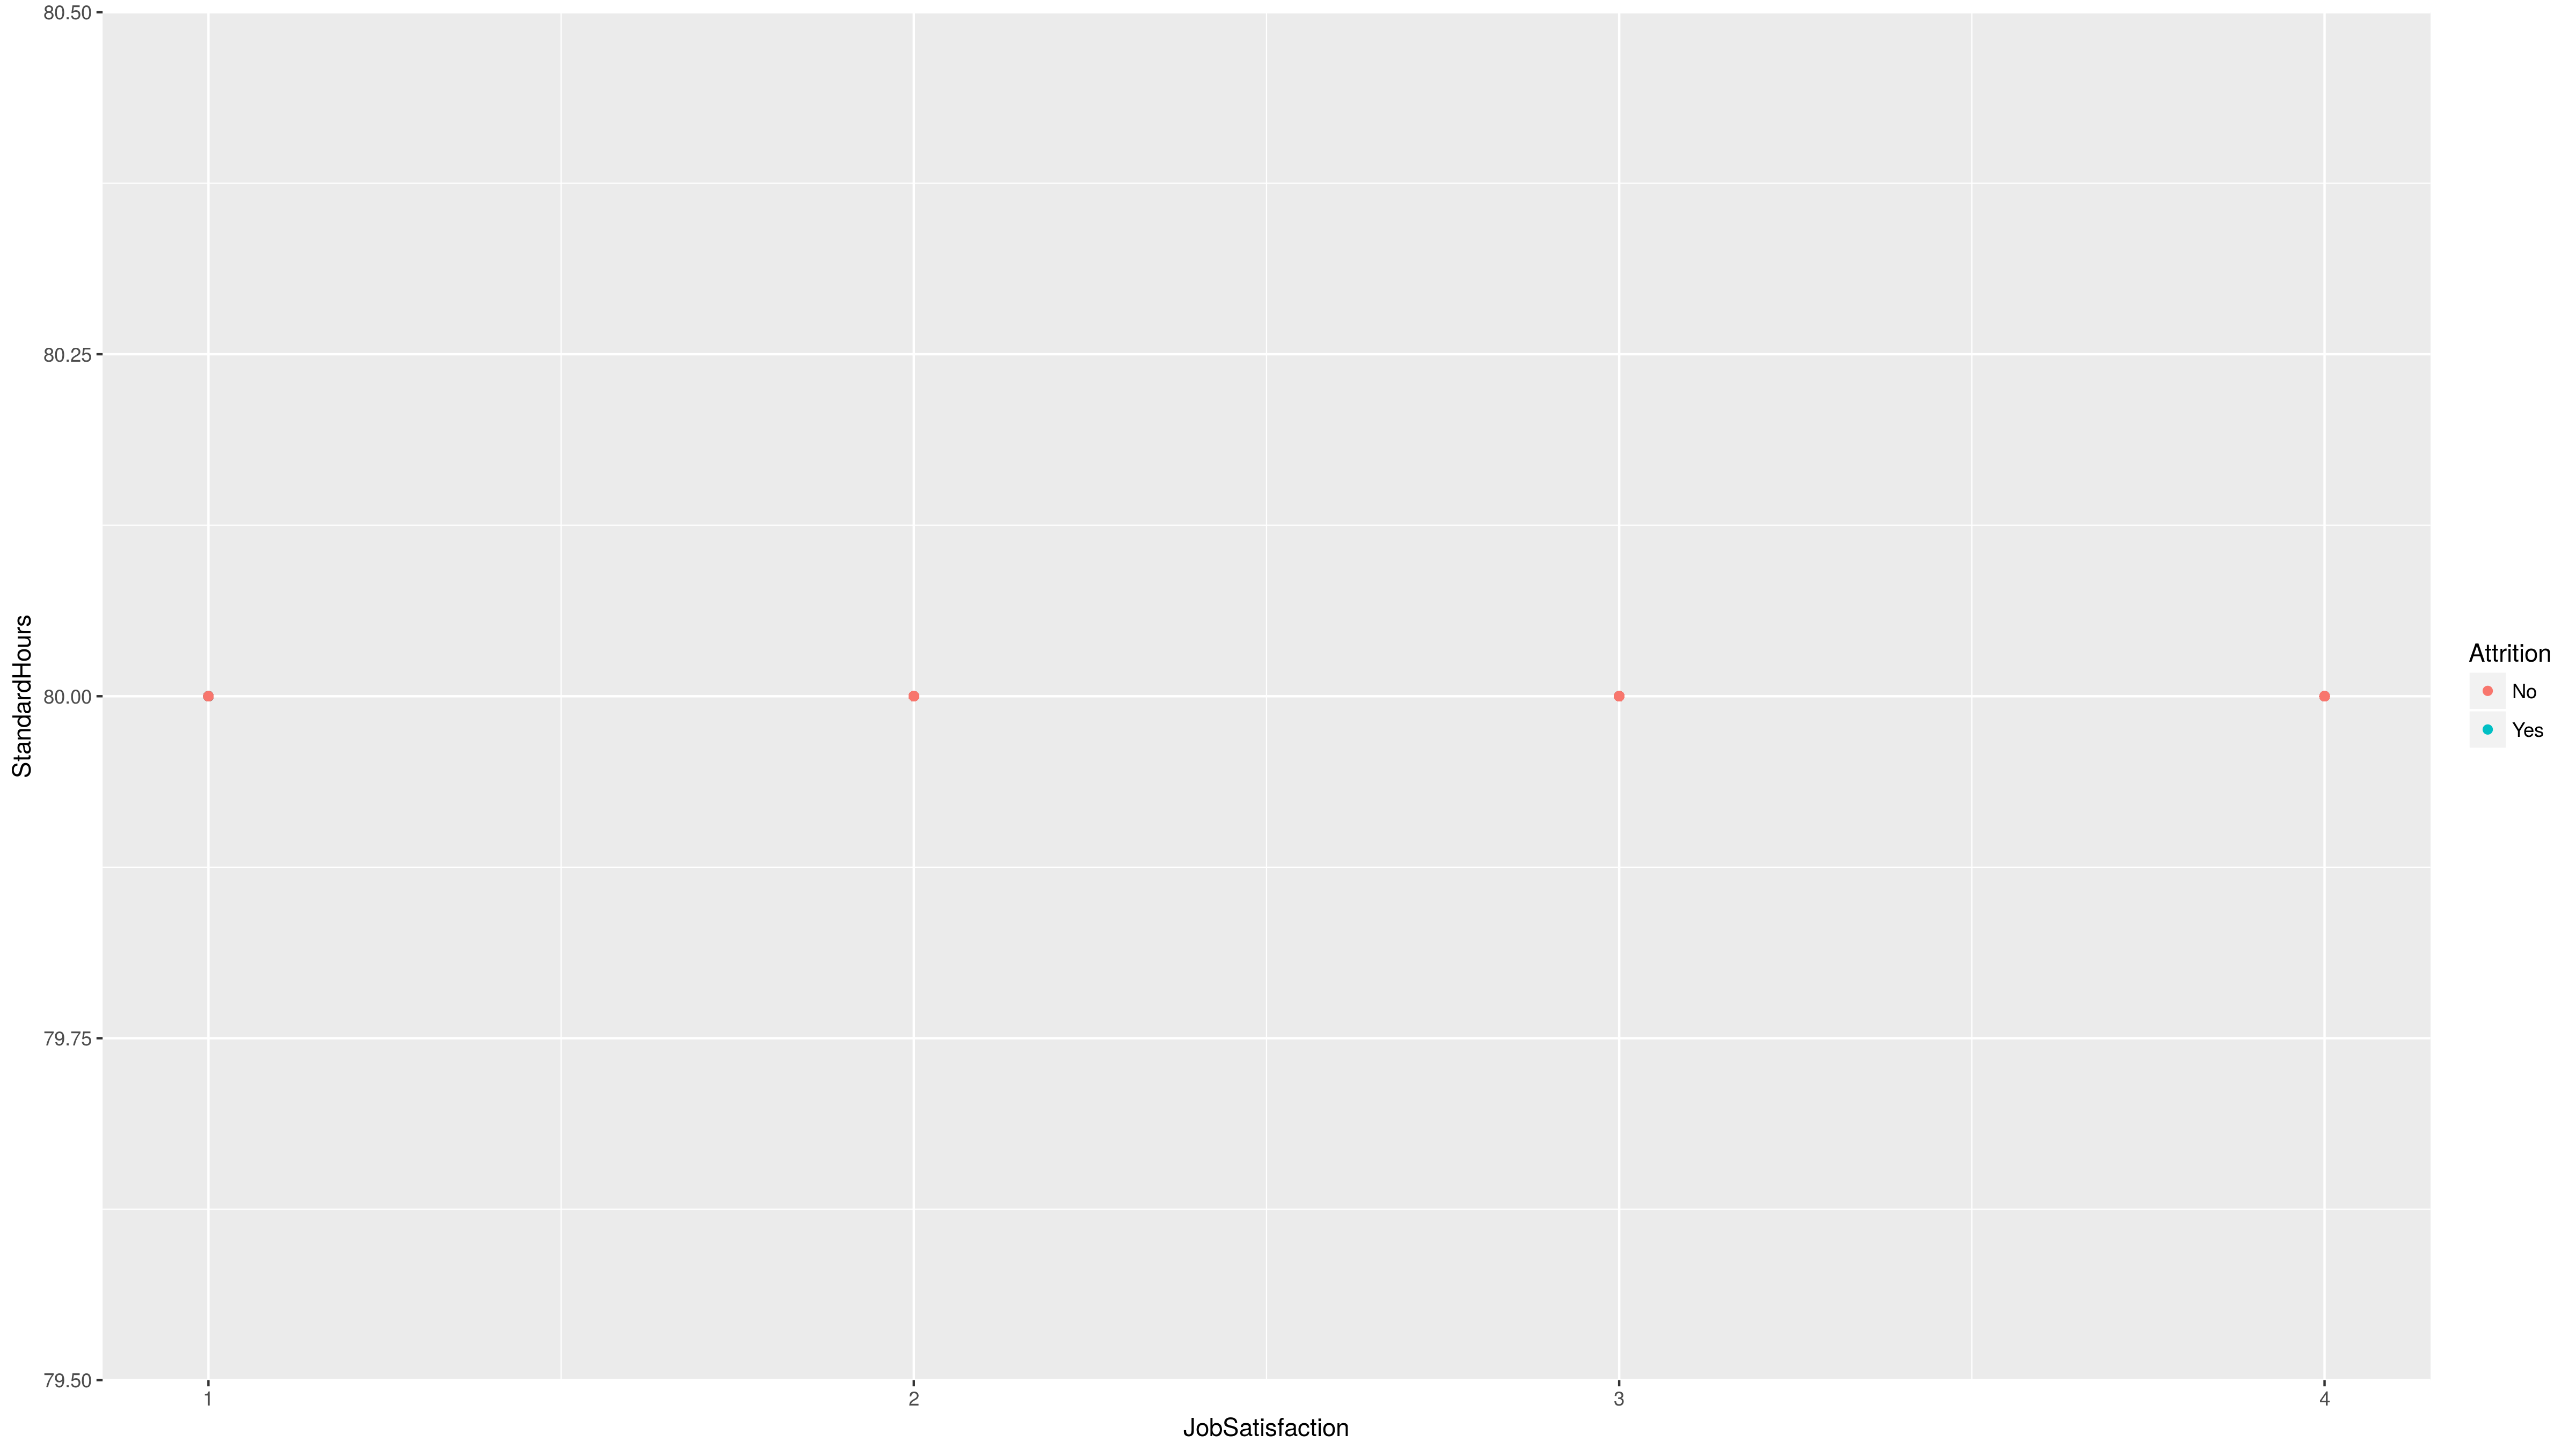 80.50
80.25
80.00
79.75
79.50
StandardHours
1 2 3 4
JobSatisfaction
Attrition
No
Yes